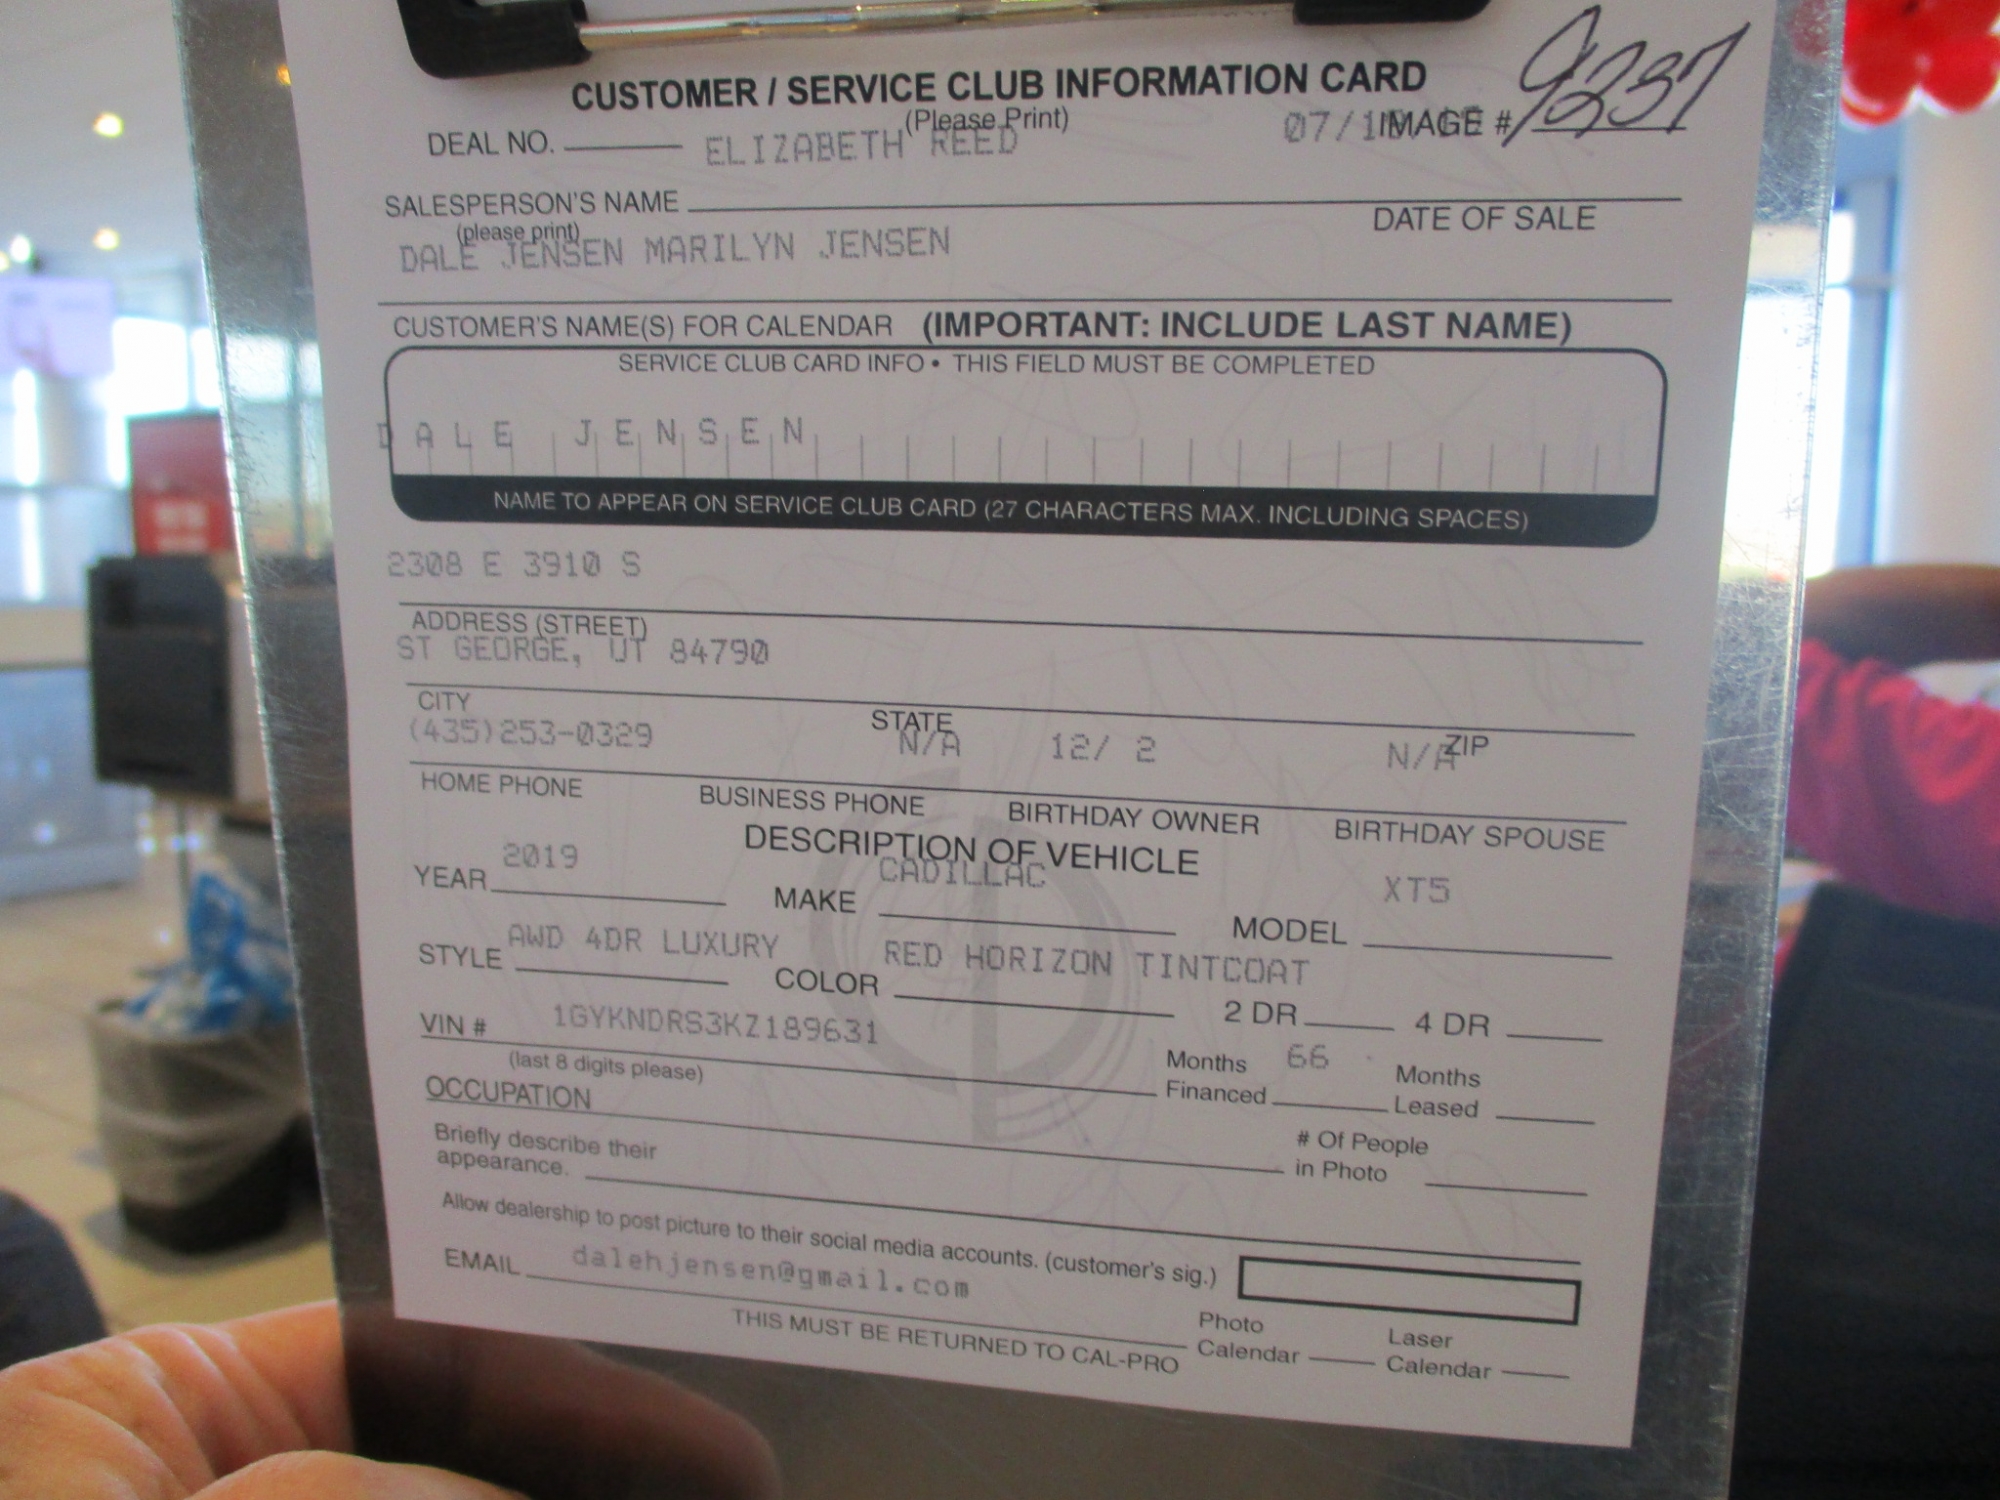 CUSTOMER / SERVICE CLUB INFORMATION CARD
(Please Print)
DEAL NO.
ELIZABETH REED
IMAGE # 9237
SALESPERSON'S NAME
(please print)
DATE OF SALE
DALE JENSEN MARILYN JENSEN
CUSTOMER'S NAME(S) FOR CALENDAR (IMPORTANT: INCLUDE LAST NAME)
SERVICE CLUB CARD INFO • THIS FIELD MUST BE COMPLETED
DALE JENSEN
NAME TO APPEAR ON SERVICE CLUB CARD (27 CHARACTERS MAX. INCLUDING SPACES)
2308 E 3910 S
ADDRESS (STREET)
ST GEORGE, UT 84790
CITY STATE ZIP
(435)253-0329 N/A 12/ 2 N/A
HOME PHONE BUSINESS PHONE BIRTHDAY OWNER BIRTHDAY SPOUSE
DESCRIPTION OF VEHICLE
YEAR 2019 MAKE CADILLAC MODEL XT5
STYLE AWD 4DR LUXURY COLOR RED HORIZON TINTCOAT
2 DR 4 DR
VIN # 1GYKNDRS3KZ189631
(last 8 digits please)
Months Financed 66 Months Leased
OCCUPATION
# Of People in Photo
Briefly describe their
appearance.
Allow dealership to post picture to their social media accounts. (customer's sig.)
EMAIL dalehjensen@gmail.com
THIS MUST BE RETURNED TO CAL-PRO
Photo Calendar Laser Calendar